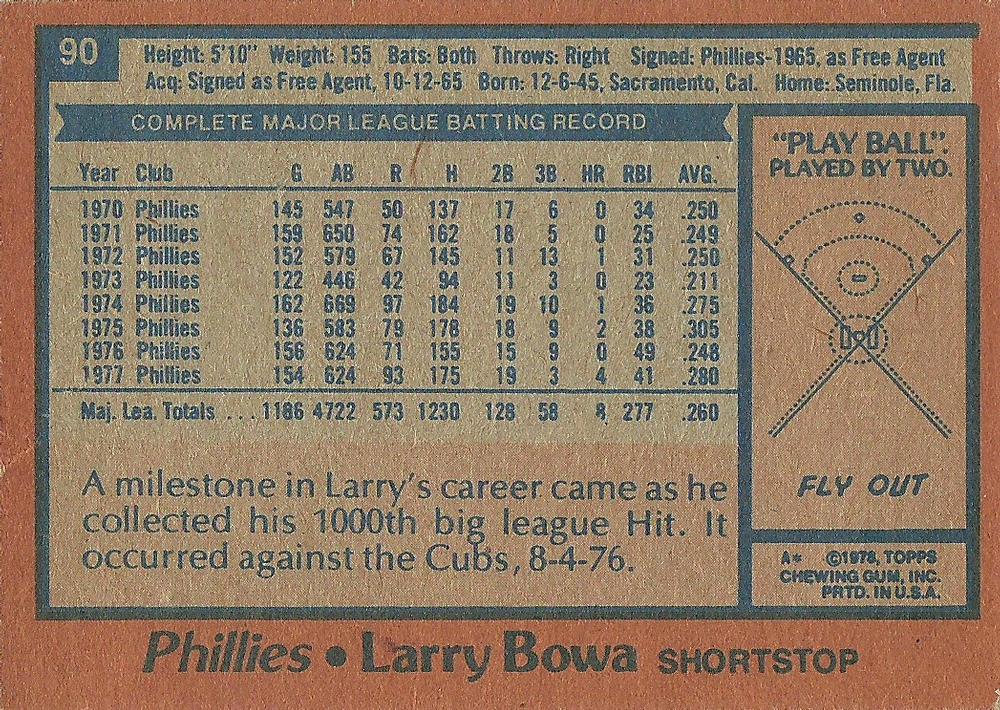 90
Height: 5'10" Weight: 155 Bats: Both Throws: Right Signed: Phillies-1965, as Free Agent
Acq: Signed as Free Agent, 10-12-65 Born: 12-6-45, Sacramento, Cal. Home: Seminole, Fla.
COMPLETE MAJOR LEAGUE BATTING RECORD
Year Club G AB R H 2B 3B HR RBI AVG.
1970 Phillies 145 547 50 137 17 6 0 34 .250
1971 Phillies 159 650 74 162 18 5 0 25 .249
1972 Phillies 152 579 67 145 11 13 1 31 .250
1973 Phillies 122 446 42 94 11 3 0 23 .211
1974 Phillies 162 669 97 184 19 10 1 36 .275
1975 Phillies 136 583 79 178 18 9 2 38 .305
1976 Phillies 156 624 71 155 15 9 0 49 .248
1977 Phillies 154 624 93 175 19 3 4 41 .280
Maj. Lea. Totals ... 1186 4722 573 1230 128 58 8 277 .260
A milestone in Larry's career came as he
collected his 1000th big league Hit. It
occurred against the Cubs, 8-4-76.
"PLAY BALL".
PLAYED BY TWO.
FLY OUT
A* ©1978, TOPPS
CHEWING GUM, INC.
PRTD. IN U.S.A.
Phillies • Larry Bowa SHORTSTOP